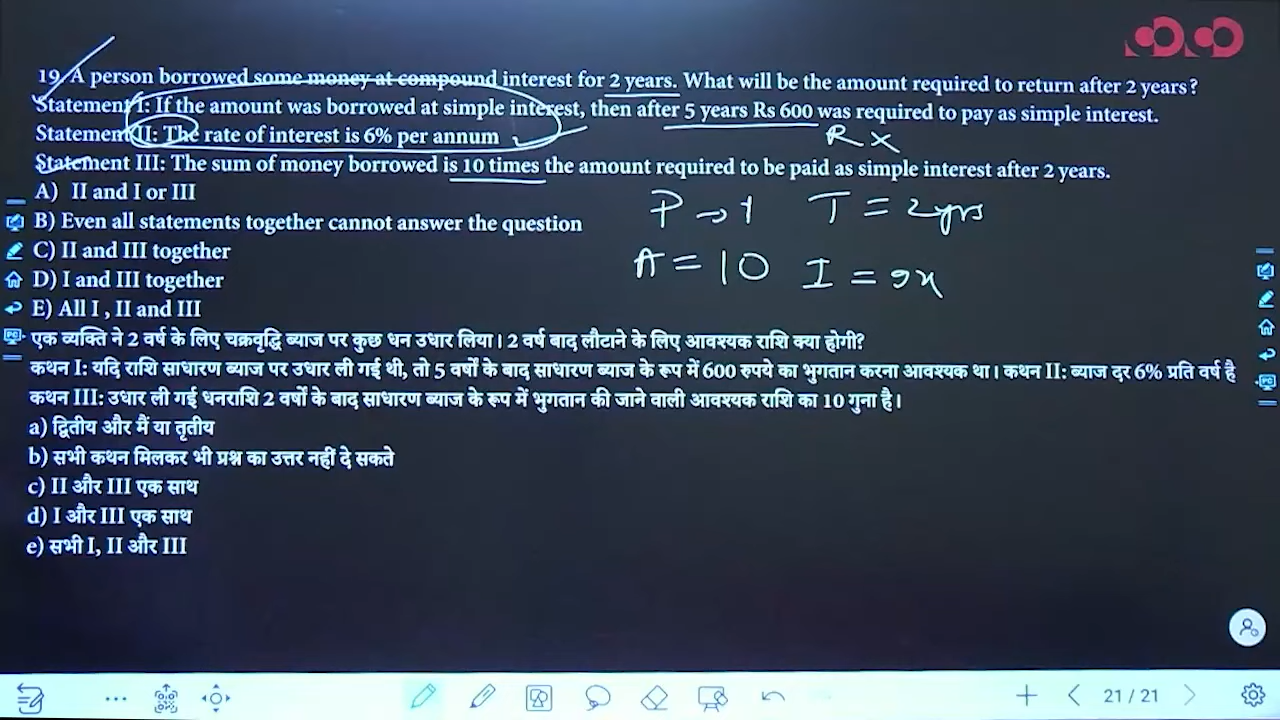 19. A person borrowed some money at compound interest for 2 years. What will be the amount required to return after 2 years?
Statement I: If the amount was borrowed at simple interest, then after 5 years Rs 600 was required to pay as simple interest.
Statement II: The rate of interest is 6% per annum
R X
Statement III: The sum of money borrowed is 10 times the amount required to be paid as simple interest after 2 years.
A) II and I or III
P → 1 T = 2yrs
B) Even all statements together cannot answer the question
C) II and III together
A = 10 I = 9x
D) I and III together
E) All I , II and III
एक व्यक्ति ने 2 वर्ष के लिए चक्रवृद्धि ब्याज पर कुछ धन उधार लिया। 2 वर्ष बाद लौटाने के लिए आवश्यक राशि क्या होगी?
कथन I: यदि राशि साधारण ब्याज पर उधार ली गई थी, तो 5 वर्षों के बाद साधारण ब्याज के रूप में 600 रुपये का भुगतान करना आवश्यक था। कथन II: ब्याज दर 6% प्रति वर्ष है
कथन III: उधार ली गई धनराशि 2 वर्षों के बाद साधारण ब्याज के रूप में भुगतान की जाने वाली आवश्यक राशि का 10 गुना है।
a) द्वितीय और मैं या तृतीय
b) सभी कथन मिलकर भी प्रश्न का उत्तर नहीं दे सकते
c) II और III एक साथ
d) I और III एक साथ
e) सभी I, II और III
21 / 21